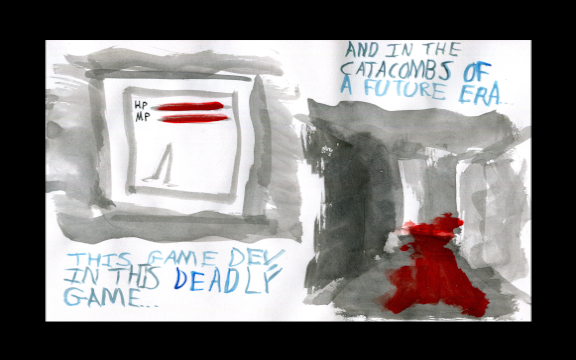 HP
MP
THIS GAME DEV
IN THIS DEADLY
GAME...
AND IN THE
CATACOMBS OF
A FUTURE ERA